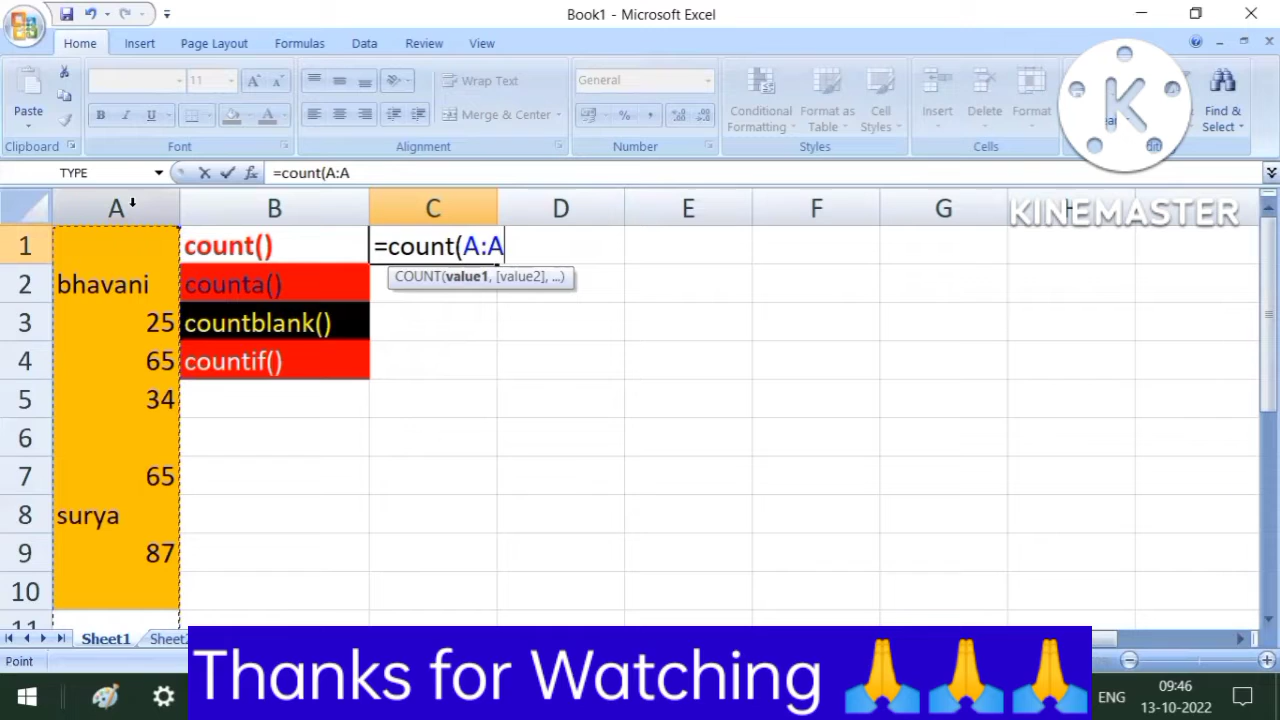 Book1 - Microsoft Excel
Home Insert Page Layout Formulas Data Review View
Paste
11
Wrap Text
Merge & Center
General
Conditional Formatting
Format as Table
Cell Styles
Insert Delete Format
Find & Select
Clipboard Font Alignment Number Styles Cells
K
KINEMASTER
TYPE =count(A:A
A B C D E F G H
1 count() =count(A:A
COUNT(value1, [value2], ...)
2 bhavani counta()
3 25 countblank()
4 65 countif()
5 34
6
7 65
8 surya
9 87
10
11
Sheet1
Point
Thanks for Watching
ENG 09:46
13-10-2022